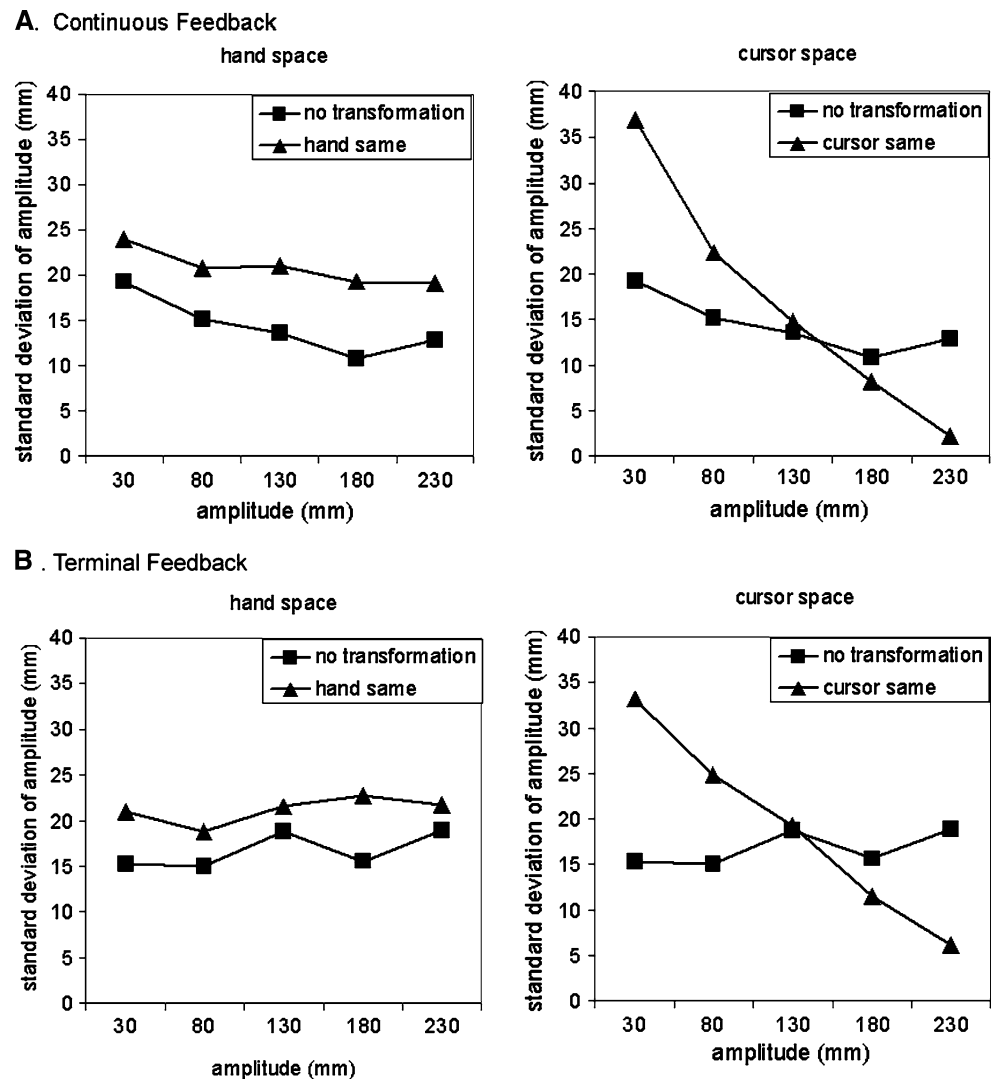 A. Continuous Feedback
hand space
standard deviation of amplitude (mm)
40
35
30
25
20
15
10
5
0
no transformation
hand same
30 80 130 180 230
amplitude (mm)
cursor space
standard deviation of amplitude (mm)
40
35
30
25
20
15
10
5
0
no transformation
cursor same
30 80 130 180 230
amplitude (mm)
B . Terminal Feedback
hand space
standard deviation of amplitude (mm)
40
35
30
25
20
15
10
5
0
no transformation
hand same
30 80 130 180 230
amplitude (mm)
cursor space
standard deviation of amplitude (mm)
40
35
30
25
20
15
10
5
0
no transformation
cursor same
30 80 130 180 230
amplitude (mm)